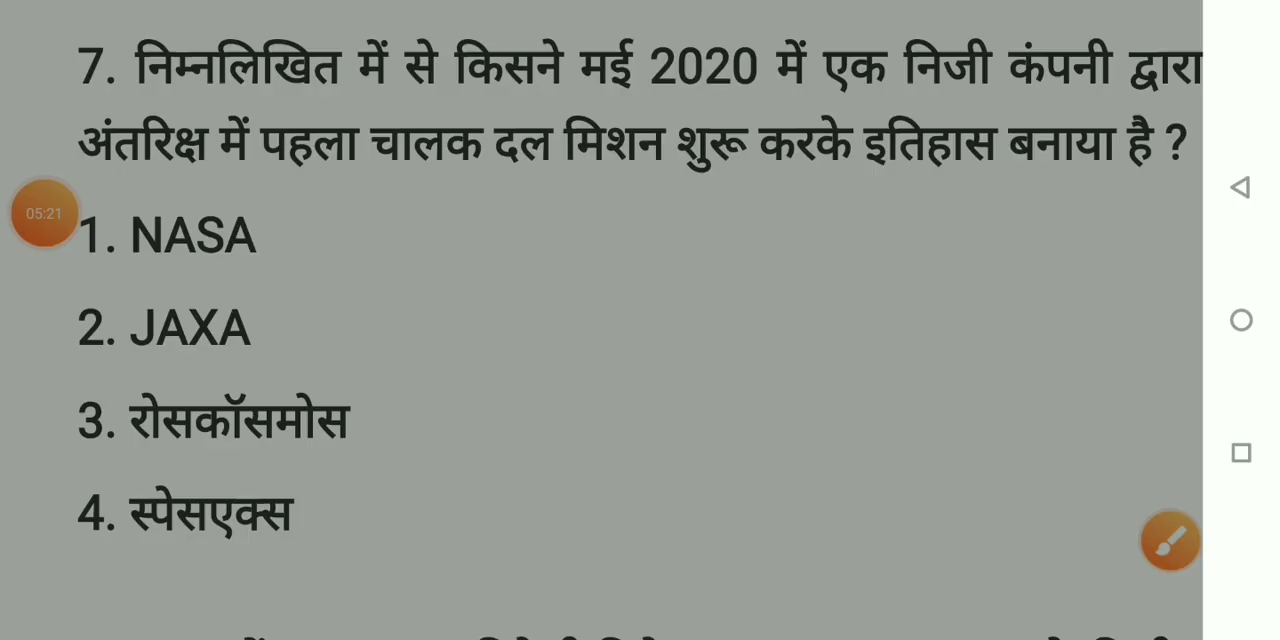 7. निम्नलिखित में से किसने मई 2020 में एक निजी कंपनी द्वारा
अंतरिक्ष में पहला चालक दल मिशन शुरू करके इतिहास बनाया है ?
05:21
1. NASA
2. JAXA
3. रोसकॉसमोस
4. स्पेसएक्स